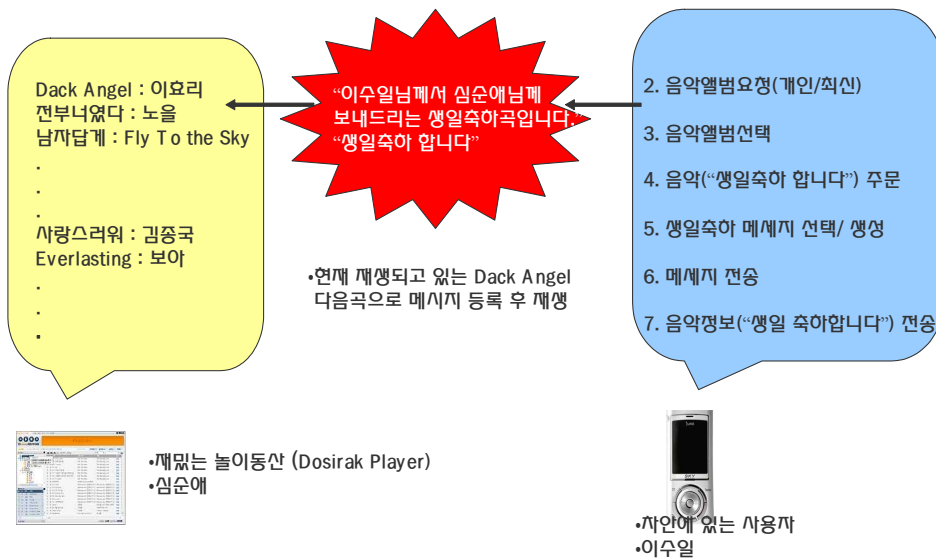 Dack Angel : 이효리
전부너였다 : 노을
남자답게 : Fly To the Sky
.
.
.
사랑스러워 : 김종국
Everlasting : 보아
.
.
.
“이수일님께서 심순애님께
보내드리는 생일축하곡입니다.”
“생일축하 합니다”
•현재 재생되고 있는 Dack Angel
다음곡으로 메시지 등록 후 재생
2. 음악앨범요청(개인/최신)
3. 음악앨범선택
4. 음악(“생일축하 합니다”) 주문
5. 생일축하 메세지 선택/ 생성
6. 메세지 전송
7. 음악정보(“생일 축하합니다”) 전송
•재밌는 놀이동산 (Dosirak Player)
•심순애
•차안에 있는 사용자
•이수일